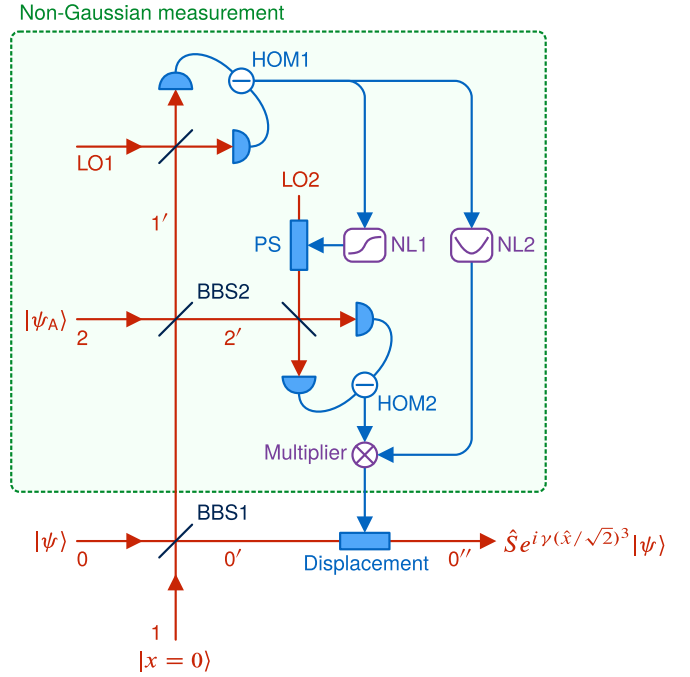 Non-Gaussian measurement
HOM1
LO1
LO2
1′
PS
NL1
NL2
BBS2
|ψ_A⟩
2
2′
HOM2
Multiplier
BBS1
|ψ⟩
0
0′
Displacement
0″
Ŝe^{iγ(x̂/√2)^3}|ψ⟩
1
|x = 0⟩